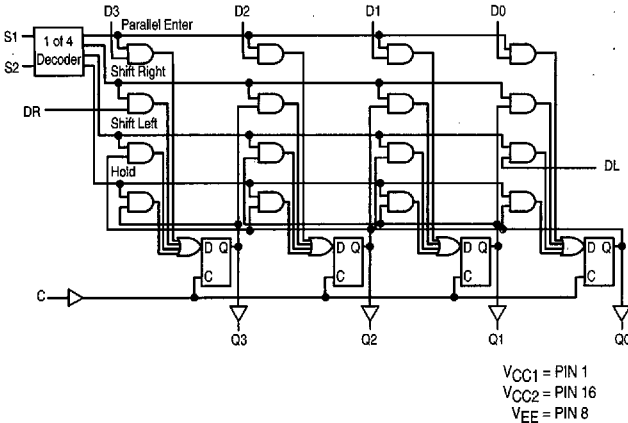 D3
D2
D1
D0
Parallel Enter
S1
1 of 4
Decoder
S2
Shift Right
DR
Shift Left
DL
Hold
D Q
C
D Q
C
D Q
C
D Q
C
C
Q3
Q2
Q1
Q0
VCC1 = PIN 1
VCC2 = PIN 16
VEE = PIN 8